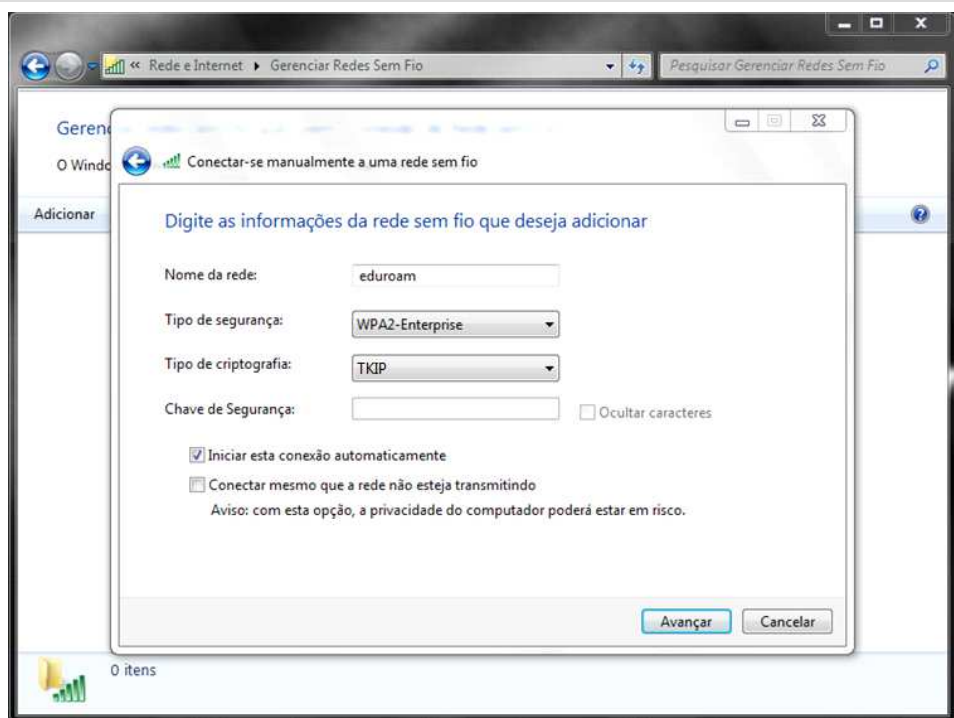 « Rede e Internet ▸ Gerenciar Redes Sem Fio
Pesquisar Gerenciar Redes Sem Fio
Gerenc
O Windo
Conectar-se manualmente a uma rede sem fio
Adicionar
Digite as informações da rede sem fio que deseja adicionar
Nome da rede: eduroam
Tipo de segurança: WPA2-Enterprise
Tipo de criptografia: TKIP
Chave de Segurança: Ocultar caracteres
Iniciar esta conexão automaticamente
Conectar mesmo que a rede não esteja transmitindo
Aviso: com esta opção, a privacidade do computador poderá estar em risco.
Avançar Cancelar
0 itens